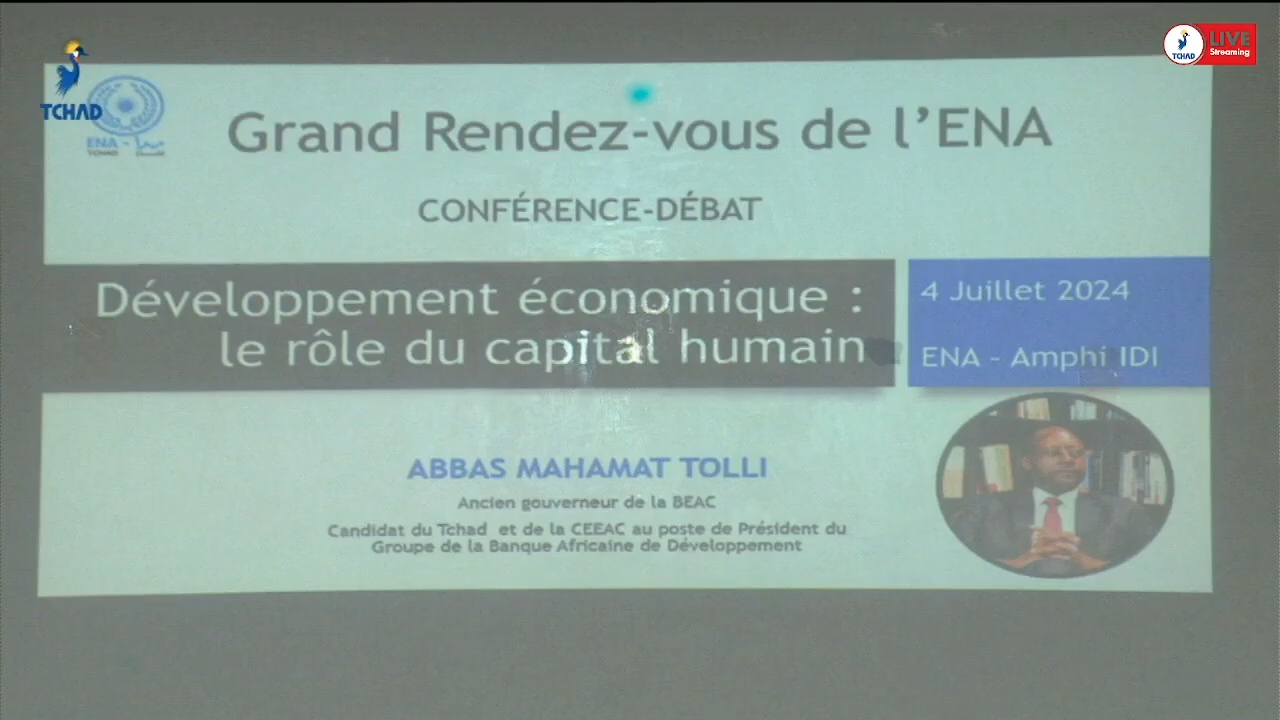 TCHAD
TCHAD
LIVE
Streaming
ENA -
TCHAD
Grand Rendez-vous de l'ENA
CONFÉRENCE-DÉBAT
Développement économique :
le rôle du capital humain
4 Juillet 2024
ENA - Amphi IDI
ABBAS MAHAMAT TOLLI
Ancien gouverneur de la BEAC
Candidat du Tchad et de la CEEAC au poste de Président du
Groupe de la Banque Africaine de Développement